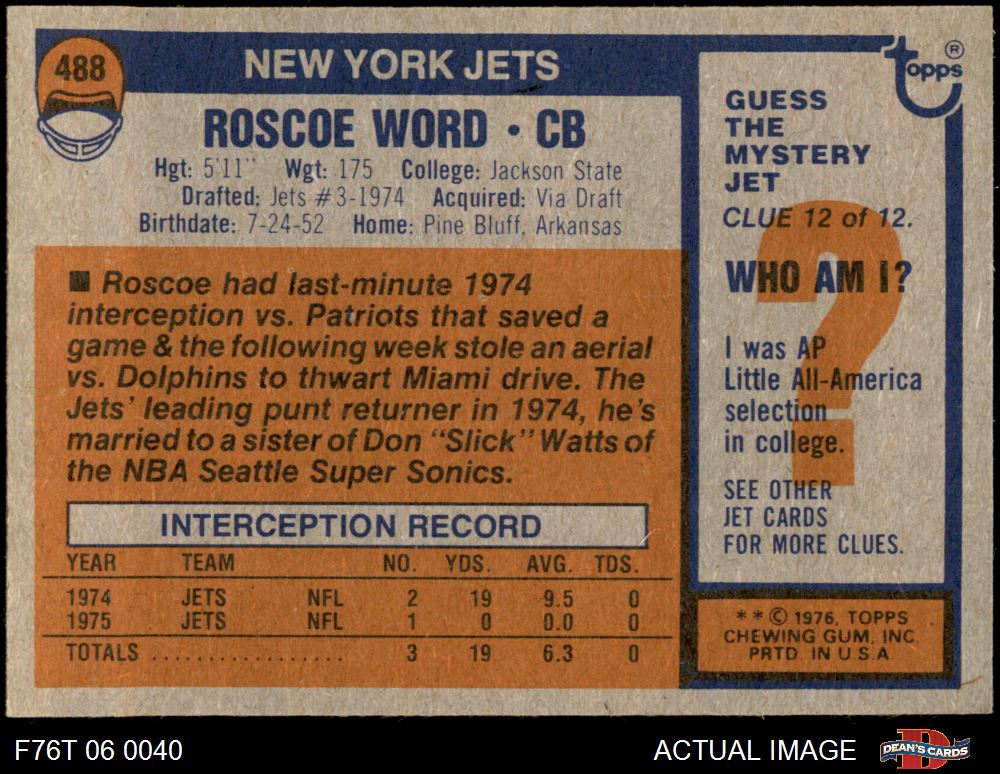 488
NEW YORK JETS
ROSCOE WORD • CB
Hgt: 5'11" Wgt: 175 College: Jackson State
Drafted: Jets #3-1974 Acquired: Via Draft
Birthdate: 7-24-52 Home: Pine Bluff, Arkansas
■ Roscoe had last-minute 1974
interception vs. Patriots that saved a
game & the following week stole an aerial
vs. Dolphins to thwart Miami drive. The
Jets' leading punt returner in 1974, he's
married to a sister of Don "Slick" Watts of
the NBA Seattle Super Sonics.
INTERCEPTION RECORD
YEAR TEAM NO. YDS. AVG. TDS.
1974 JETS NFL 2 19 9.5 0
1975 JETS NFL 1 0 0.0 0
TOTALS .................. 3 19 6.3 0
topps ®
GUESS
THE
MYSTERY
JET
CLUE 12 of 12.
WHO AM I?
?
I was AP
Little All-America
selection
in college.
SEE OTHER
JET CARDS
FOR MORE CLUES.
* * © 1976, TOPPS
CHEWING GUM, INC.
PRTD. IN U.S.A.
F76T 06 0040
ACTUAL IMAGE
D
DEAN'S CARDS